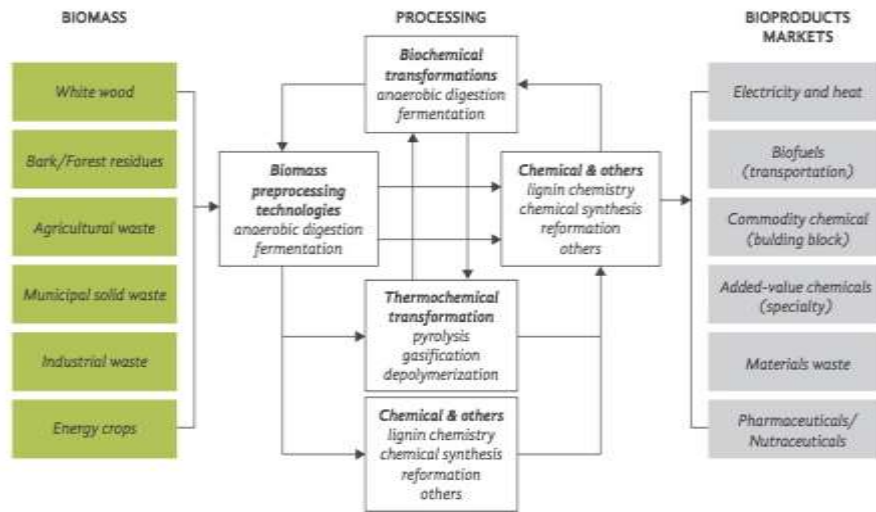 BIOMASS
White wood
Bark/Forest residues
Agricultural waste
Municipal solid waste
Industrial waste
Energy crops
PROCESSING
Biochemical
transformations
anaerobic digestion
fermentation
Biomass
preprocessing
technologies
anaerobic digestion
fermentation
Chemical & others
lignin chemistry
chemical synthesis
reformation
others
Thermochemical
transformation
pyrolysis
gasification
depolymerization
Chemical & others
lignin chemistry
chemical synthesis
reformation
others
BIOPRODUCTS
MARKETS
Electricity and heat
Biofuels
(transportation)
Commodity chemical
(bulding block)
Added-value chemicals
(specialty)
Materials waste
Pharmaceuticals/
Nutraceuticals